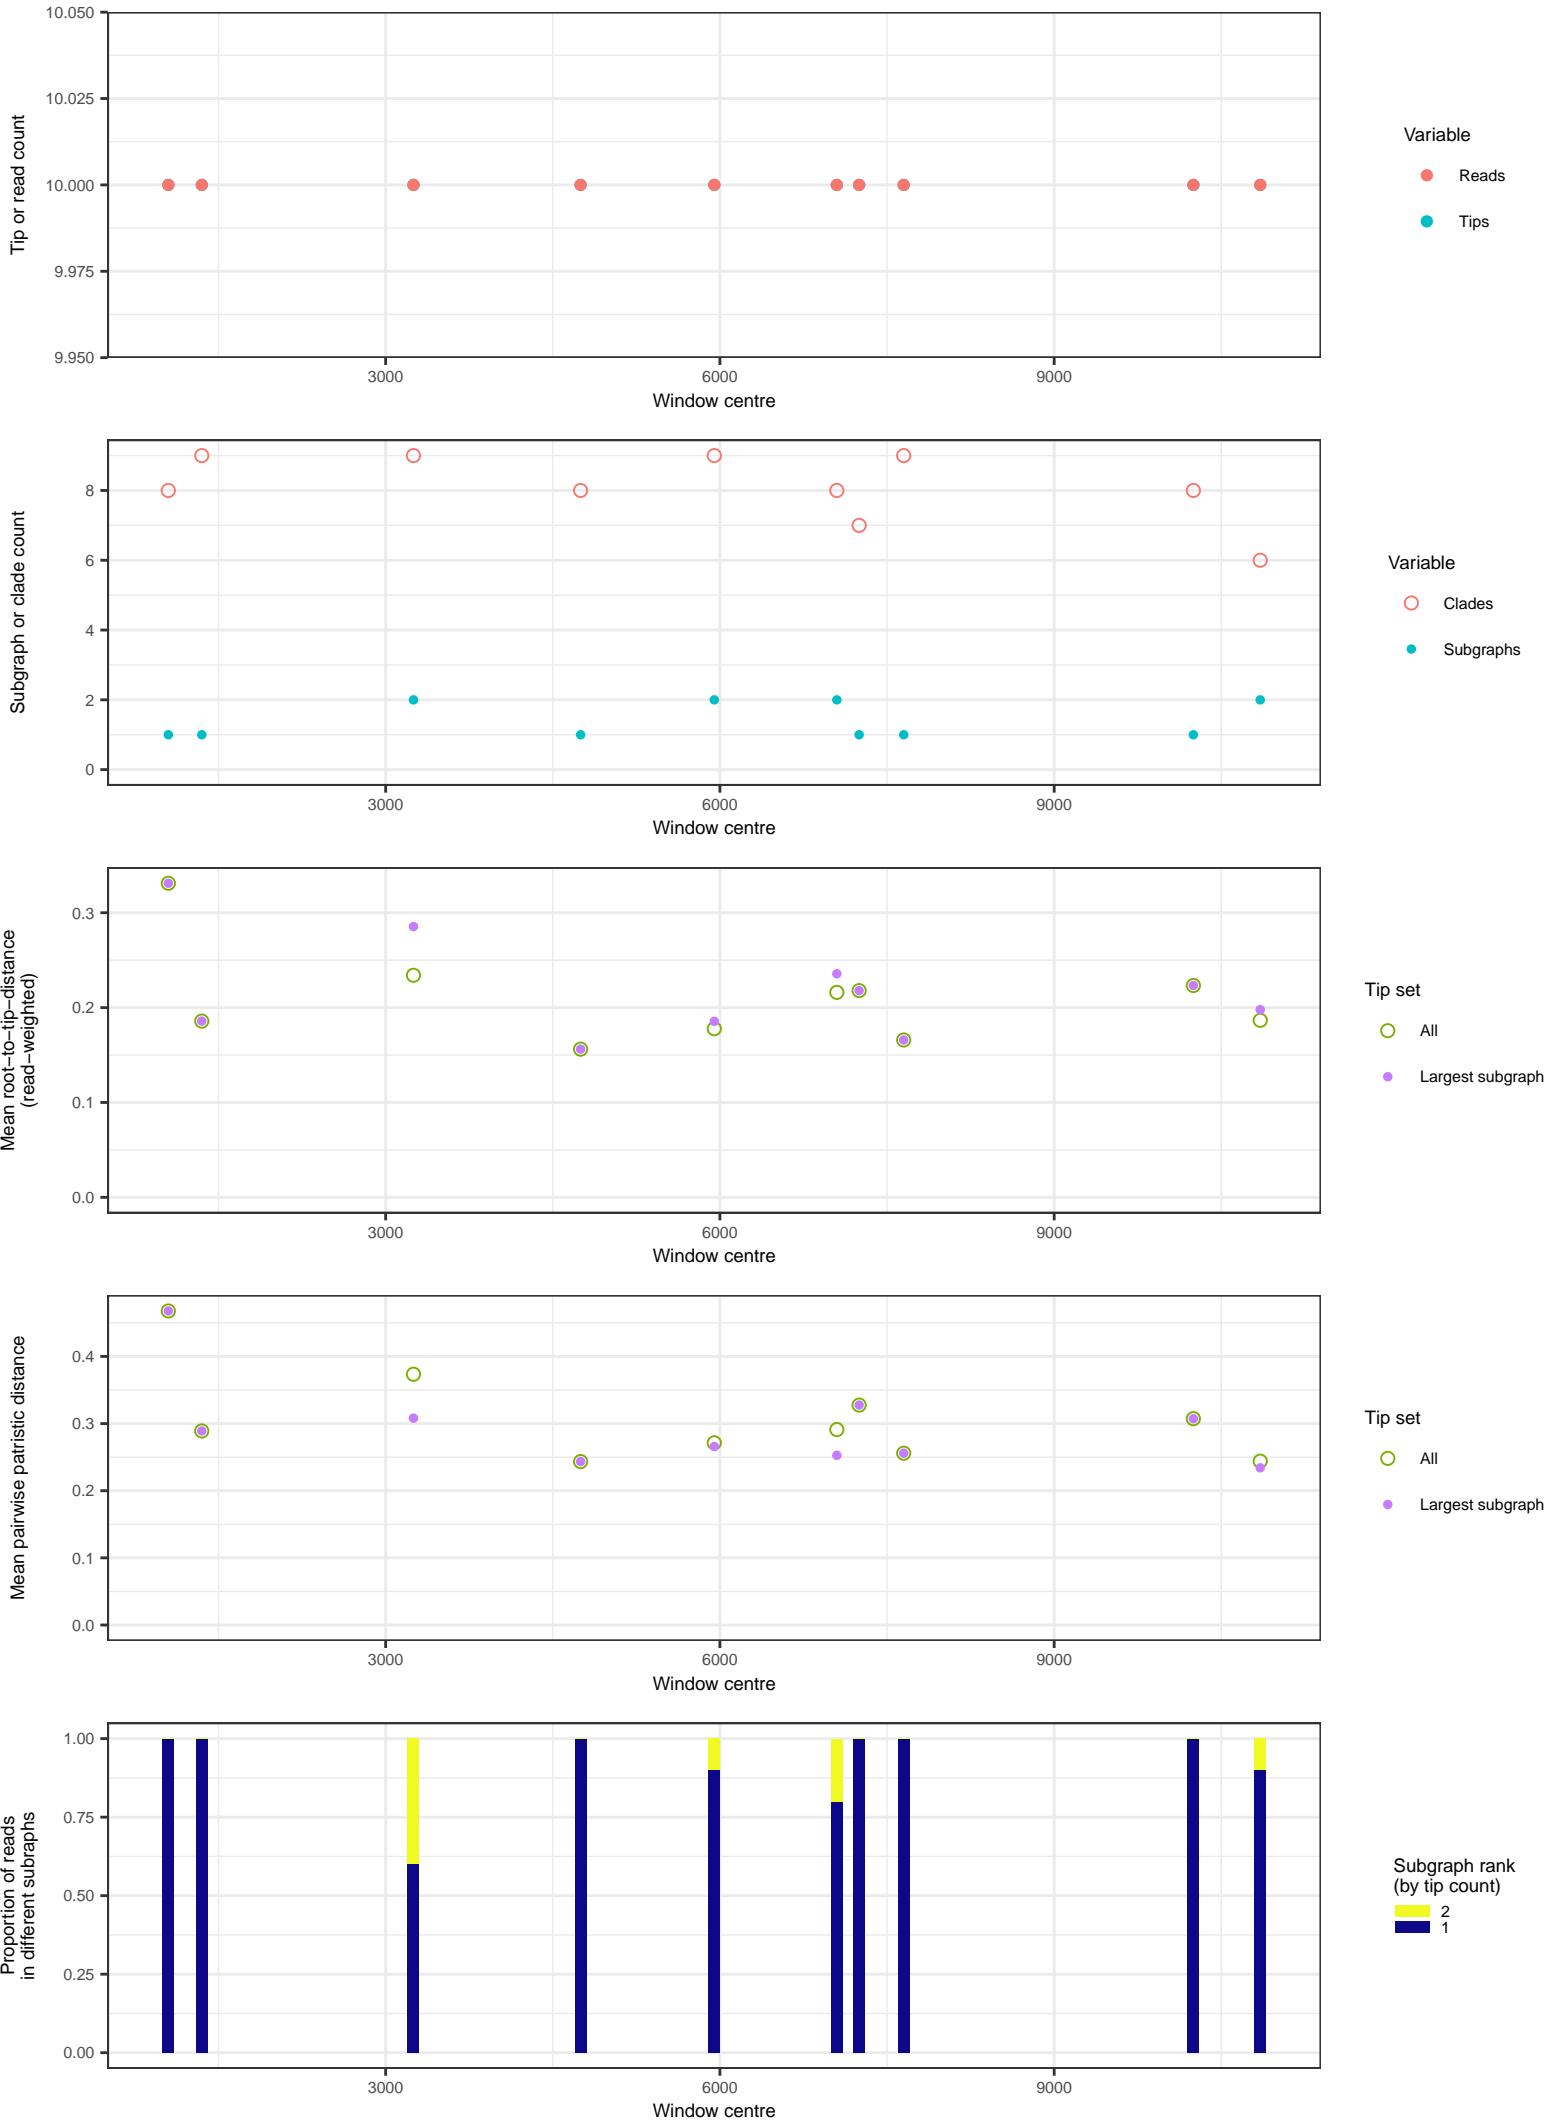 10.050
10.025
10.000
9.975
9.950
Tip or read count
3000
6000
9000
Window centre
Variable
Reads
Tips
8
6
4
2
0
Subgraph or clade count
3000
6000
9000
Window centre
Variable
Clades
Subgraphs
0.3
0.2
0.1
0.0
Mean root−to−tip−distance
(read−weighted)
3000
6000
9000
Window centre
Tip set
All
Largest subgraph
0.4
0.3
0.2
0.1
0.0
Mean pairwise patristic distance
3000
6000
9000
Window centre
Tip set
All
Largest subgraph
1.00
0.75
0.50
0.25
0.00
Proportion of reads
in different subraphs
3000
6000
9000
Window centre
Subgraph rank
(by tip count)
2
1